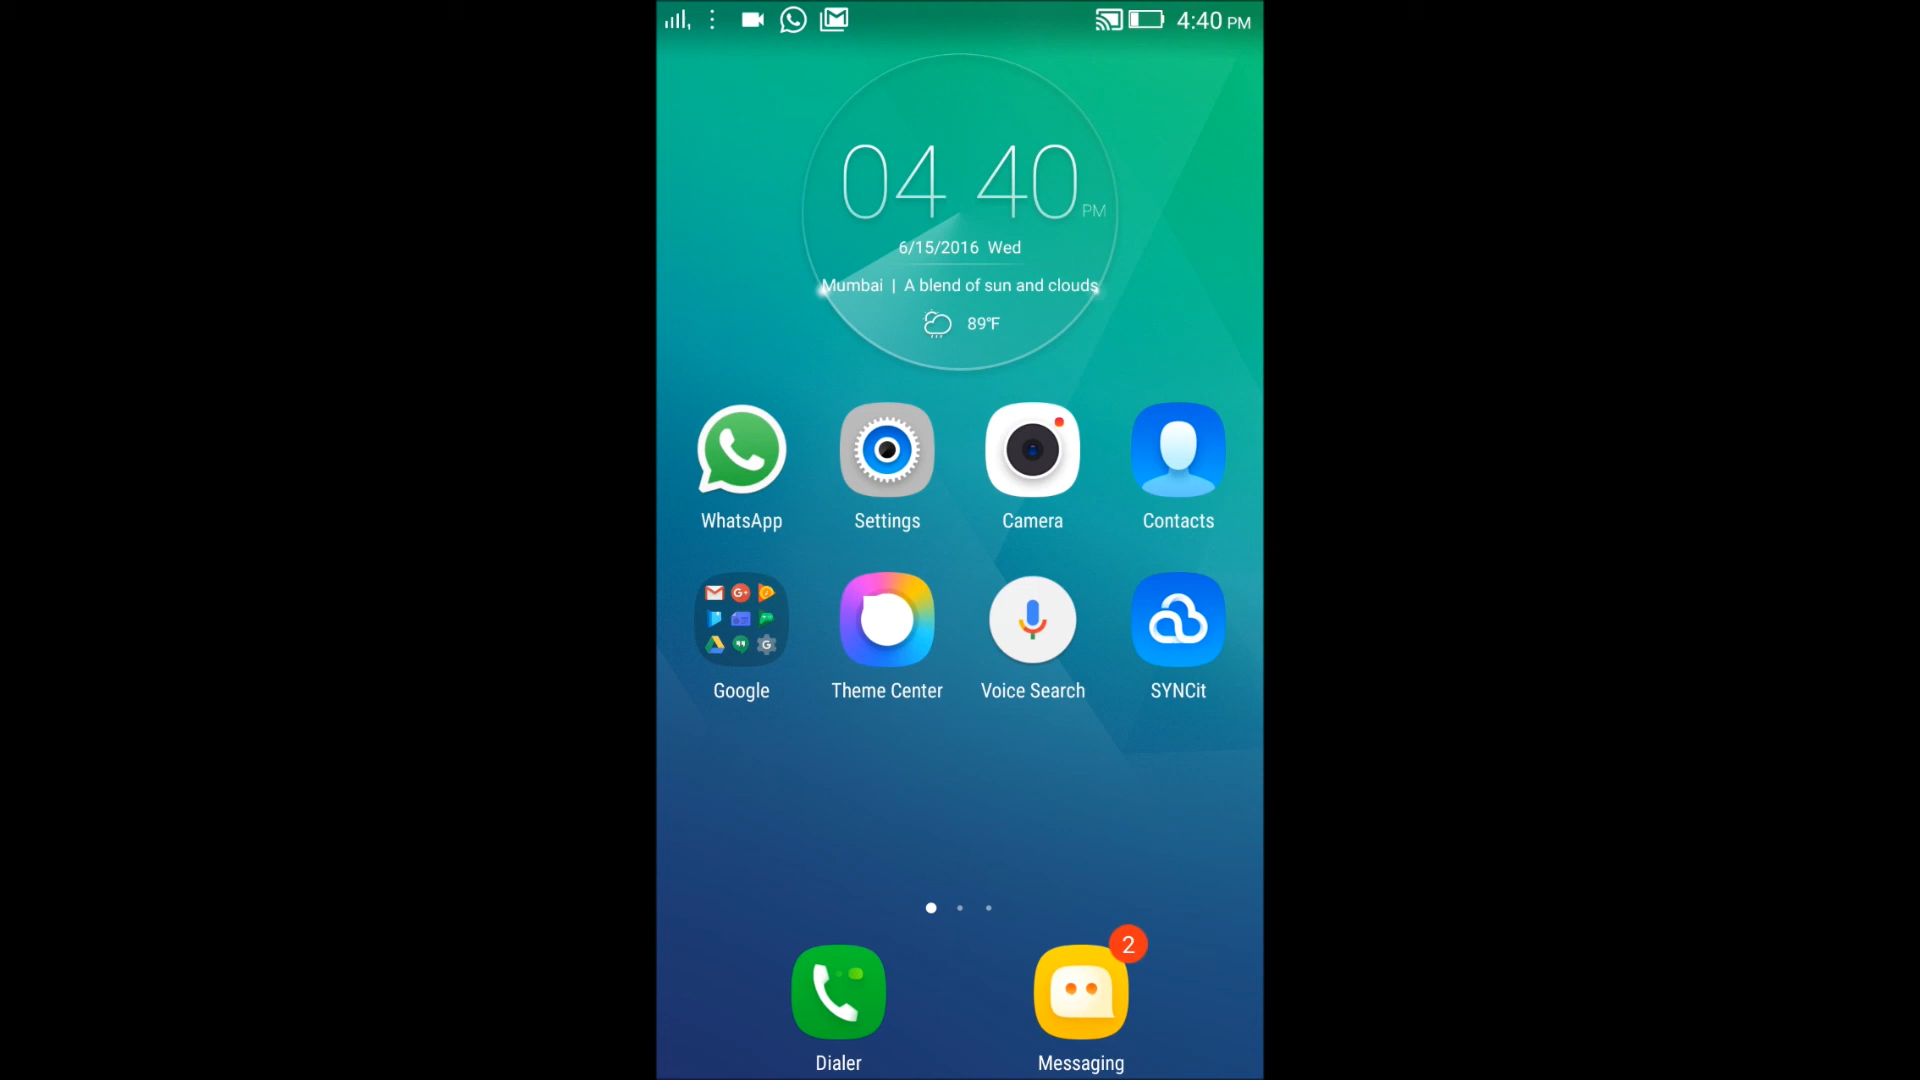 4:40 PM
04 40 PM
6/15/2016 Wed
Mumbai | A blend of sun and clouds
89°F
WhatsApp Settings Camera Contacts
Google Theme Center Voice Search SYNCit
2
Dialer Messaging